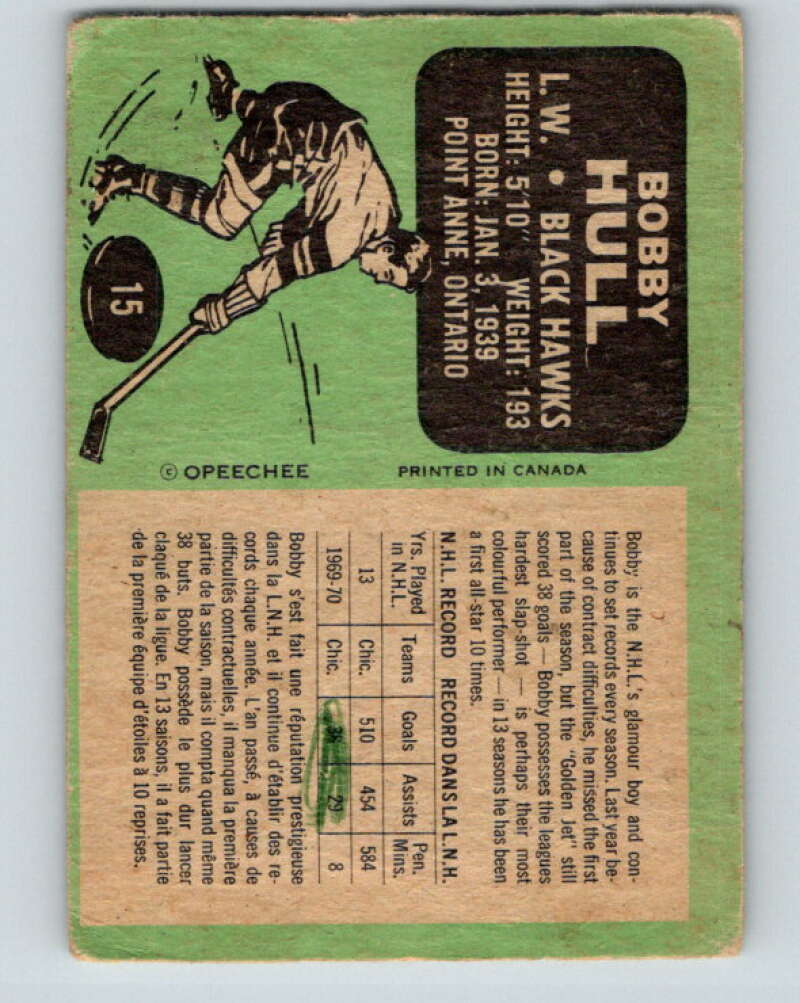 BOBBY
HULL
L. W. • BLACK HAWKS
HEIGHT: 5'10" WEIGHT: 193
BORN: JAN. 3, 1939
POINT ANNE, ONTARIO
15
© OPEECHEE
PRINTED IN CANADA
Bobby is the N.H.L.'s glamour boy and con-
tinues to set records every season. Last year be-
cause of contract difficulties, he missed the first
part of the season, but the "Golden Jet" still
scored 38 goals — Bobby possesses the leagues
hardest slap-shot — is perhaps their most
colourful performer — in 13 seasons he has been
a first all-star 10 times.
N.H.L. RECORD RECORD DANS LA L.N.H.
Yrs. Played in N.H.L. Teams Goals Assists Pen. Mins.
13 Chic. 510 454 584
1969-70 Chic. 38 29 8
Bobby s'est fait une réputation prestigieuse
dans la L.N.H. et il continue d'établir des re-
cords chaque année. L'an passé, à causes de
difficultés contractuelles, il manqua la première
partie de la saison, mais il compta quand même
38 buts. Bobby possède le plus dur lancer
claqué de la ligue. En 13 saisons, il a fait partie
de la première équipe d'étoiles à 10 reprises.